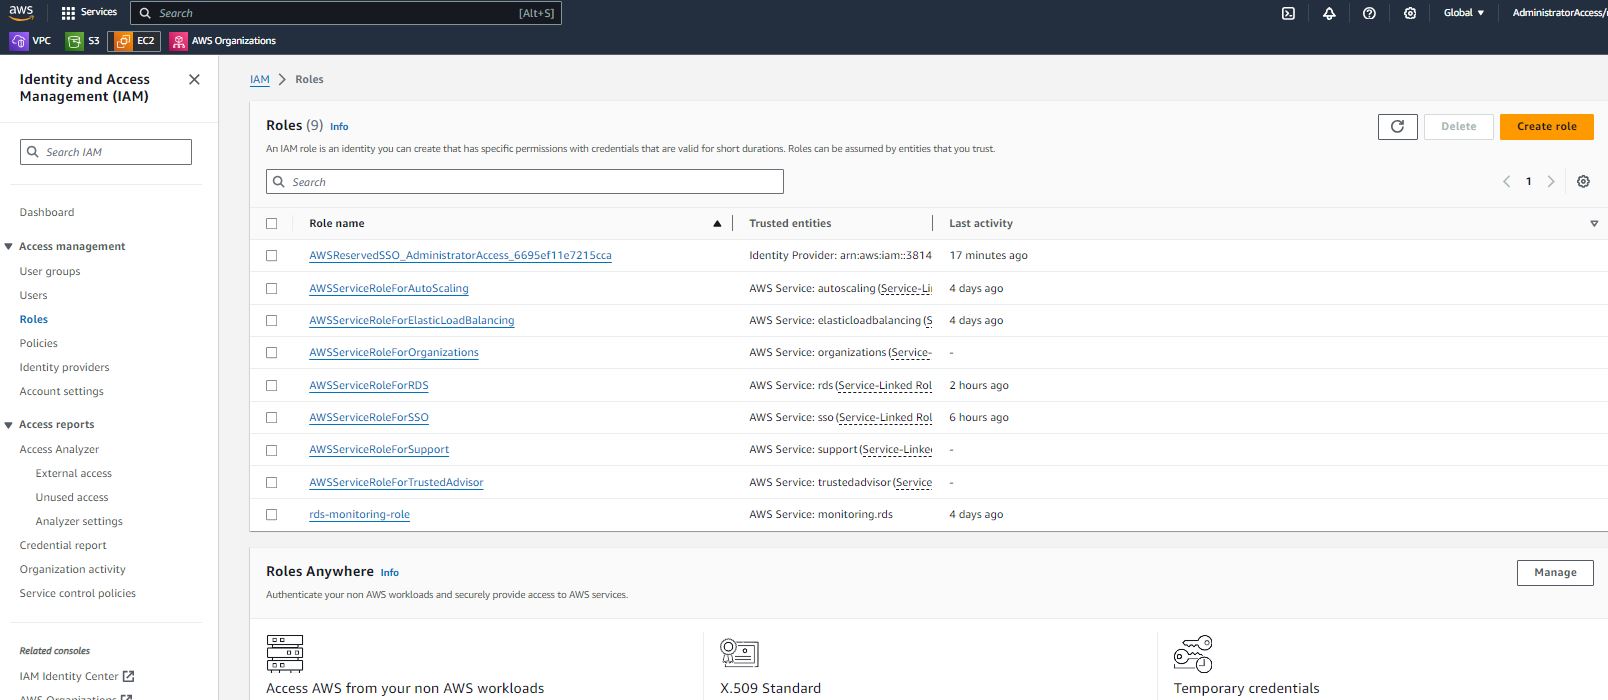 aws
Services
Search
[Alt+S]
Global
AdministratorAccess/
VPC
S3
EC2
AWS Organizations
Identity and Access
Management (IAM)
Search IAM
Dashboard
Access management
User groups
Users
Roles
Policies
Identity providers
Account settings
Access reports
Access Analyzer
External access
Unused access
Analyzer settings
Credential report
Organization activity
Service control policies
Related consoles
IAM Identity Center
AWS Organizations
IAM > Roles
Roles (9) Info
An IAM role is an identity you can create that has specific permissions with credentials that are valid for short durations. Roles can be assumed by entities that you trust.
Delete
Create role
Search
1
Role name Trusted entities Last activity
AWSReservedSSO_AdministratorAccess_6695ef11e7215cca Identity Provider: arn:aws:iam::3814 17 minutes ago
AWSServiceRoleForAutoScaling AWS Service: autoscaling (Service-Li 4 days ago
AWSServiceRoleForElasticLoadBalancing AWS Service: elasticloadbalancing (S 4 days ago
AWSServiceRoleForOrganizations AWS Service: organizations (Service- -
AWSServiceRoleForRDS AWS Service: rds (Service-Linked Rol 2 hours ago
AWSServiceRoleForSSO AWS Service: sso (Service-Linked Rol 6 hours ago
AWSServiceRoleForSupport AWS Service: support (Service-Linke -
AWSServiceRoleForTrustedAdvisor AWS Service: trustedadvisor (Service -
rds-monitoring-role AWS Service: monitoring.rds 4 days ago
Roles Anywhere Info
Authenticate your non AWS workloads and securely provide access to AWS services.
Manage
Access AWS from your non AWS workloads
X.509 Standard
Temporary credentials